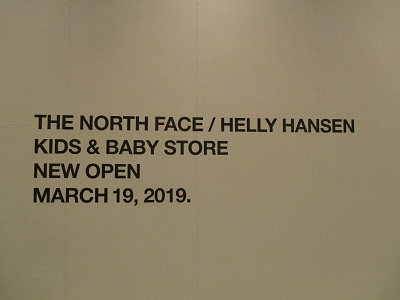 THE NORTH FACE / HELLY HANSEN
KIDS & BABY STORE
NEW OPEN
MARCH 19, 2019.